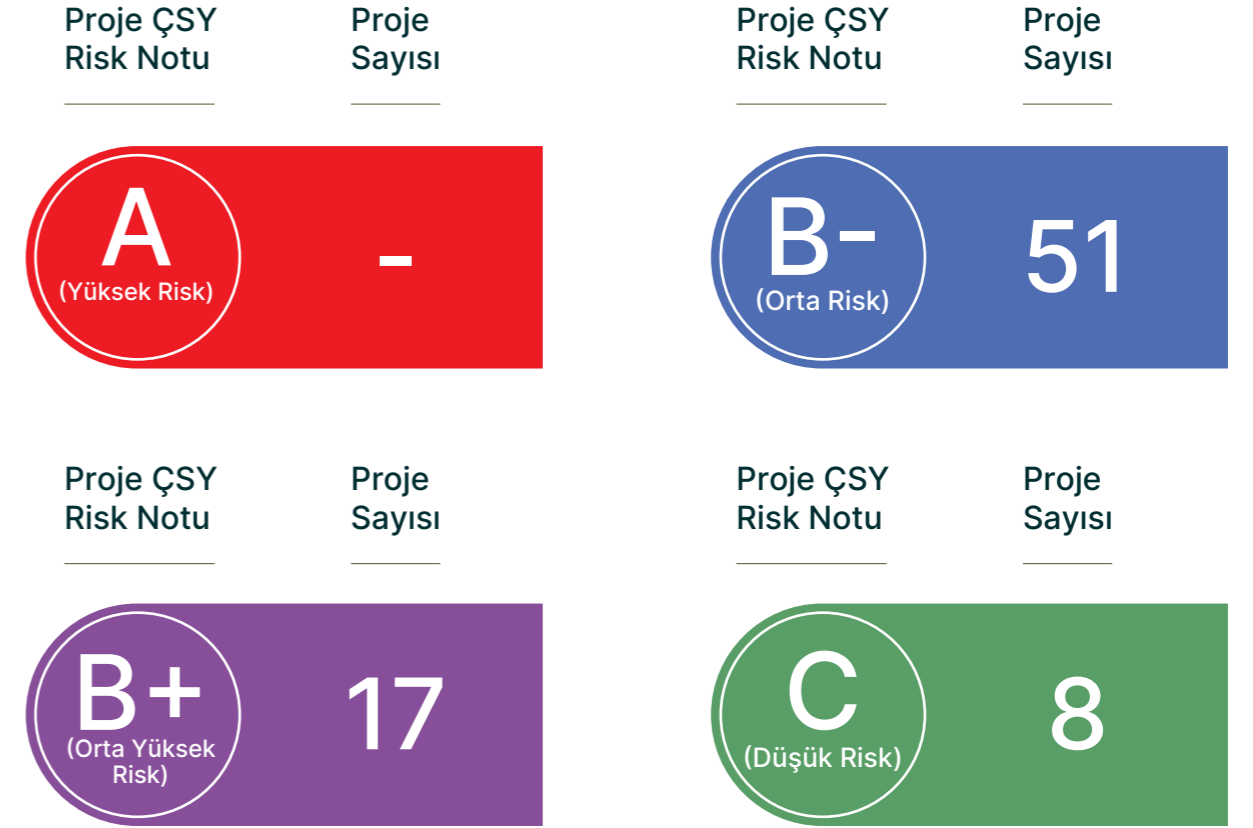 Proje ÇSY
Risk Notu
Proje
Sayısı
A
(Yüksek Risk)
-
Proje ÇSY
Risk Notu
Proje
Sayısı
B-
(Orta Risk)
51
Proje ÇSY
Risk Notu
Proje
Sayısı
B+
(Orta Yüksek
Risk)
17
Proje ÇSY
Risk Notu
Proje
Sayısı
C
(Düşük Risk)
8